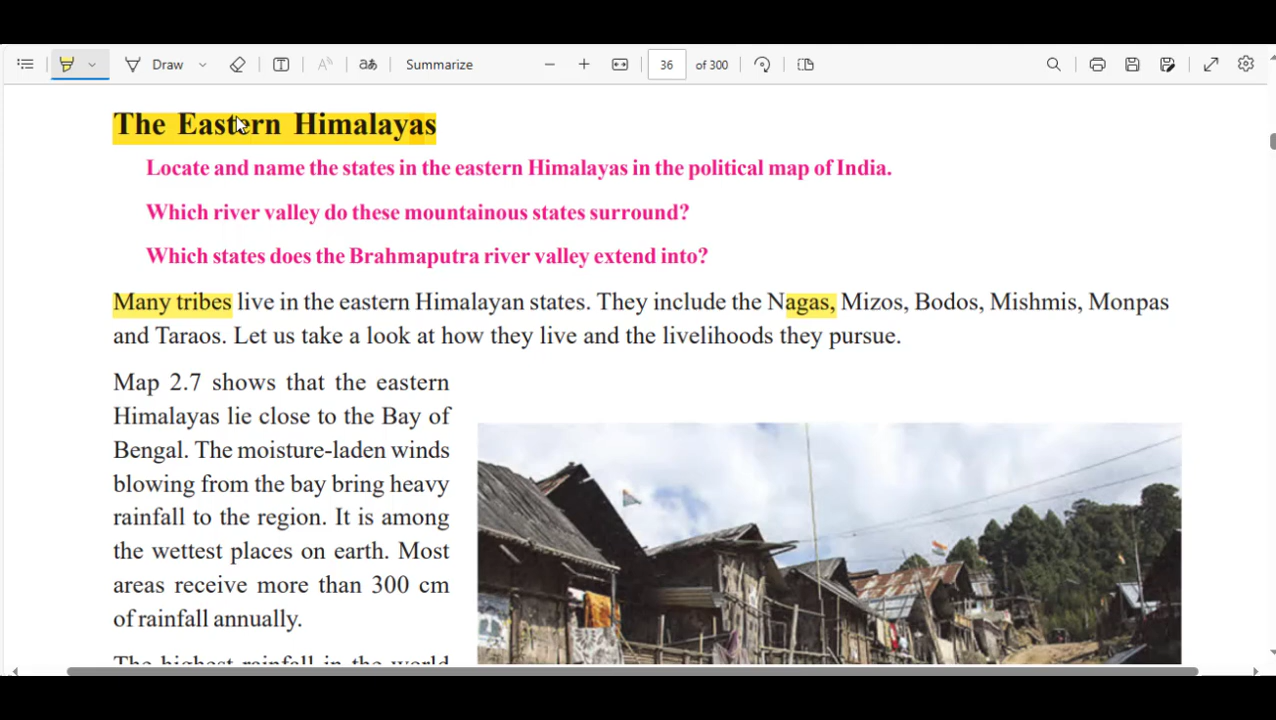 Draw
Summarize
36 of 300
The Eastern Himalayas
Locate and name the states in the eastern Himalayas in the political map of India.
Which river valley do these mountainous states surround?
Which states does the Brahmaputra river valley extend into?
Many tribes live in the eastern Himalayan states. They include the Nagas, Mizos, Bodos, Mishmis, Monpas
and Taraos. Let us take a look at how they live and the livelihoods they pursue.
Map 2.7 shows that the eastern
Himalayas lie close to the Bay of
Bengal. The moisture-laden winds
blowing from the bay bring heavy
rainfall to the region. It is among
the wettest places on earth. Most
areas receive more than 300 cm
of rainfall annually.
The highest rainfall in the world